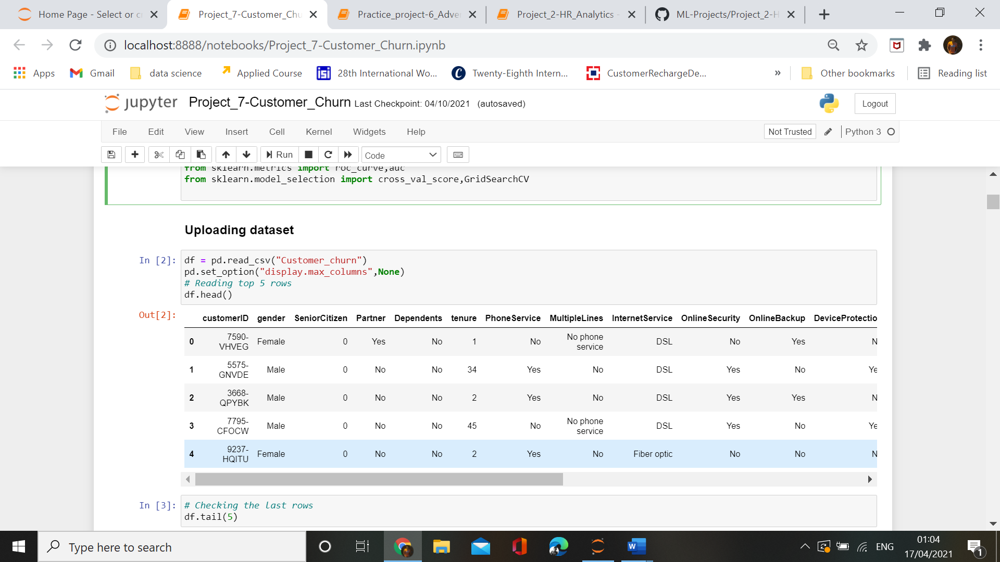 Home Page - Select or c
Project_7-Customer_Chu
Practice_project-6_Adve
Project_2-HR_Analytics -
ML-Projects/Project_2-H
localhost:8888/notebooks/Project_7-Customer_Churn.ipynb
Apps Gmail data science Applied Course 28th International Wo... Twenty-Eighth Intern... CustomerRechargeDe... » Other bookmarks Reading list
jupyter Project_7-Customer_Churn Last Checkpoint: 04/10/2021 (autosaved) Logout
File Edit View Insert Cell Kernel Widgets Help Not Trusted Python 3
Run Code
from sklearn.metrics import roc_curve,auc
from sklearn.model_selection import cross_val_score,GridSearchCV
Uploading dataset
In [2]: df = pd.read_csv("Customer_churn")
pd.set_option("display.max_columns",None)
# Reading top 5 rows
df.head()
Out[2]:
customerID gender SeniorCitizen Partner Dependents tenure PhoneService MultipleLines InternetService OnlineSecurity OnlineBackup DeviceProtectio
0 7590-VHVEG Female 0 Yes No 1 No No phone service DSL No Yes N
1 5575-GNVDE Male 0 No No 34 Yes No DSL Yes No Ye
2 3668-QPYBK Male 0 No No 2 Yes No DSL Yes Yes N
3 7795-CFOCW Male 0 No No 45 No No phone service DSL Yes No Ye
4 9237-HQITU Female 0 No No 2 Yes No Fiber optic No No N
In [3]: # Checking the last rows
df.tail(5)
Type here to search
ENG
01:04
17/04/2021
1